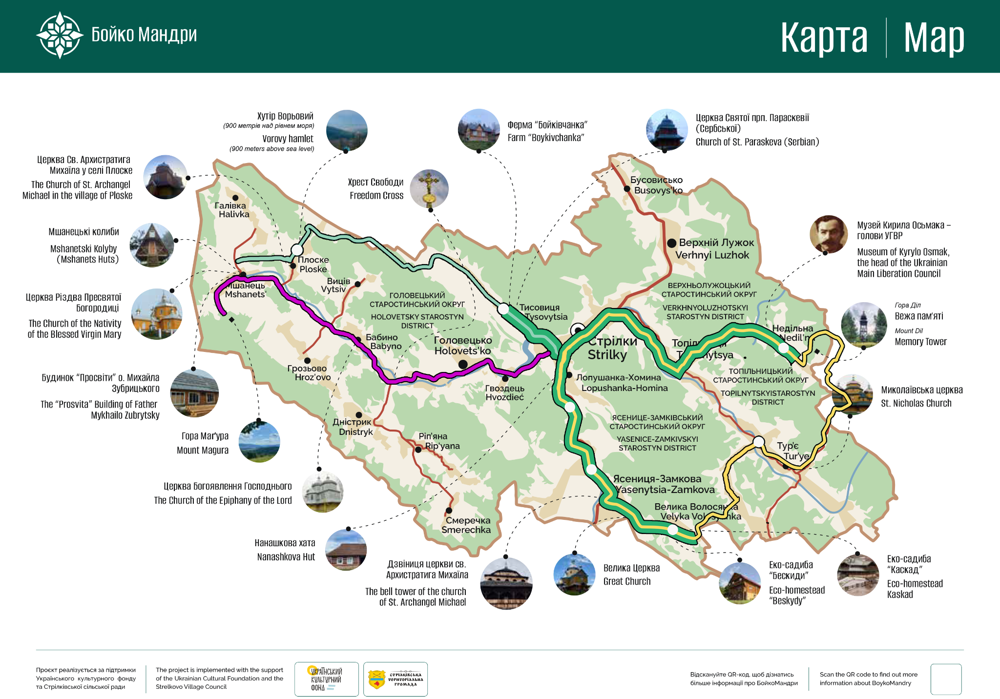 Бойко Мандри
Карта
Map
Хутір Ворьовий
(900 метрів над рівнем моря)
Vorovy hamlet
(900 meters above sea level)
Ферма “Бойківчанка”
Farm “Boykivchanka”
Церква Святої прп. Параскевії
(Сербської)
Church of St. Paraskeva (Serbian)
Церква Св. Архистратига
Михаїла у селі Плоске
The Church of St. Archangel
Michael in the village of Ploske
Хрест Свободи
Freedom Cross
Мшанецькі колиби
Mshanetski Kolyby
(Mshanets Huts)
Музей Кирила Осьмака –
голови УГВР
Museum of Kyrylo Osmak,
the head of the Ukrainian
Main Liberation Council
Церква Різдва Пресвятої
Богородиці
The Church of the Nativity
of the Blessed Virgin Mary
Гора Діл
Вежа пам’яті
Mount Dil
Memory Tower
Будинок “Просвіти” о. Михайла
Зубрицького
The “Prosvita” Building of Father
Mykhailo Zubrytsky
Миколаївська церква
St. Nicholas Church
Гора Маґура
Mount Magura
Церква Богоявлення Господнього
The Church of the Epiphany of the Lord
Нанашкова хата
Nanashkova Hut
Дзвіниця церкви св.
Архистратига Михаїла
The bell tower of the church
of St. Archangel Michael
Велика Церква
Great Church
Еко-садиба
“Бескиди”
Eco-homestead
“Beskydy”
Еко-садиба
“Каскад”
Eco-homestead
Kaskad
Галівка
Halivka
Плоске
Ploske
Мшанець
Mshanets'
Виців
Vytsiv
ГОЛОВЕЦЬКИЙ
СТАРОСТИНСЬКИЙ ОКРУГ
HOLOVETSKY STAROSTYN
DISTRICT
Бабино
Babyno
Головецько
Holovets'ko
Грозьово
Hroz'ovo
Гвоздець
Hvozdieć
Дністрик
Dnistryk
Ріп’яна
Rip'yana
Смеречка
Smerechka
Тисовиця
Tysovytsia
Бусовисько
Busovys'ko
Верхній Лужок
Verhnyi Luzhok
ВЕРХНЬОЛУЖОЦЬКИЙ
СТАРОСТИНСЬКИЙ ОКРУГ
VERKHNYOLUZHOTSKYI
STAROSTYN DISTRICT
Стрілки
Strilky
Недільна
ТОПІЛЬНИЦЬКИЙ
СТАРОСТИНСЬКИЙ ОКРУГ
TOPILNYTSKYISTAROSTYN
DISTRICT
Лопушанка-Хомина
Lopushanka-Homina
ЯСЕНИЦЕ-ЗАМКІВСЬКИЙ
СТАРОСТИНСЬКИЙ ОКРУГ
YASENICE-ZAMKIVSKYI
STAROSTYN DISTRICT
Тур'є
Tur'ye
Ясениця-Замкова
Yasenytsia-Zamkova
Велика Волосянка
Velyka
Проєкт реалізується за підтримки
Українського культурного фонду
та Стрілківської сільської ради
The project is implemented with the support
of the Ukrainian Cultural Foundation and the
Strelkovo Village Council
УКРАЇНСЬКИЙ
КУЛЬТУРНИЙ
ФОНД
СТРІЛКІВСЬКА
ТЕРИТОРІАЛЬНА
ГРОМАДА
Відскануйте QR-код, щоб дізнатись
більше інформації про БойкоМандри
Scan the QR code to find out more
information about BoykoMandry